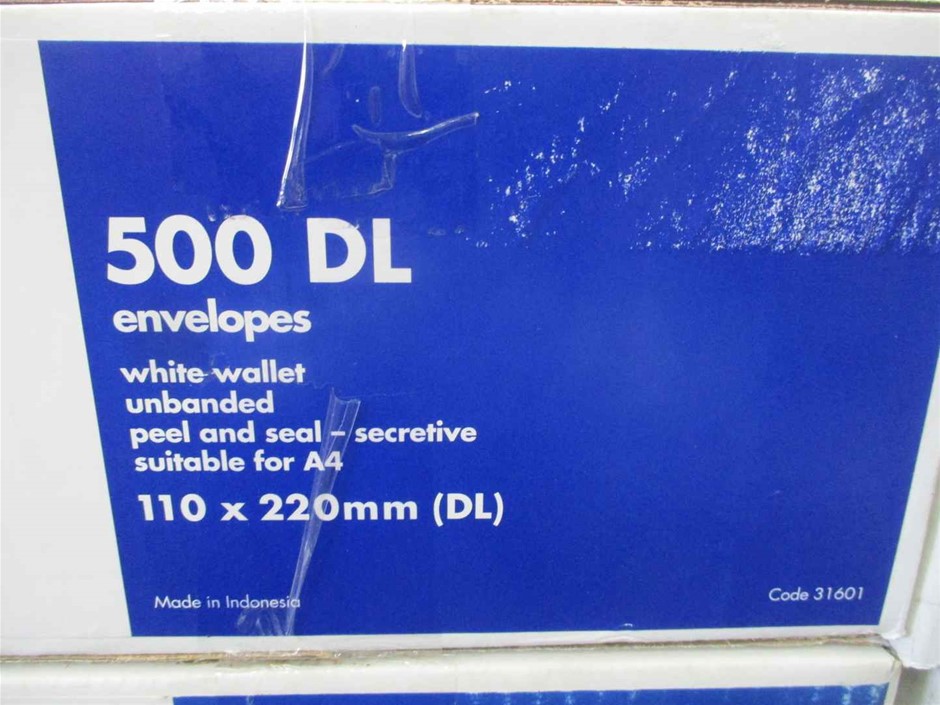 500 DL
envelopes
white wallet
unbanded
peel and seal – secretive
suitable for A4
110 x 220mm (DL)
Made in Indonesia
Code 31601